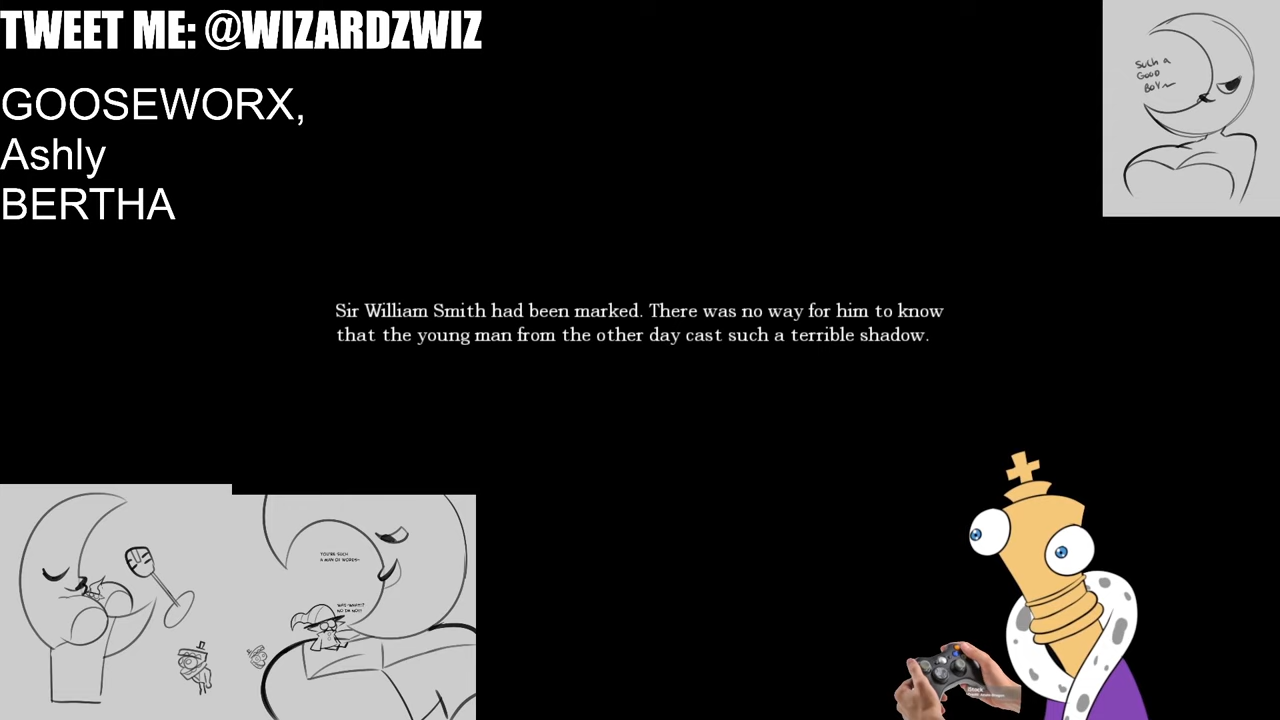 TWEET ME: @WIZARDZWIZ
GOOSEWORX,
Ashly
BERTHA
such a
Good
Boy~
Sir William Smith had been marked. There was no way for him to know
that the young man from the other day cast such a terrible shadow.
YOU'RE SUCH
A MAN OF WORDS~
iStock